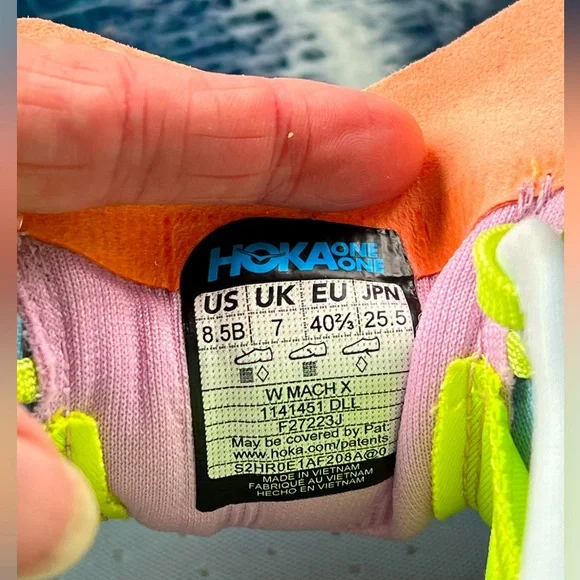 HOKA ONE ONE
US UK EU JPN
8.5B 7 40⅔ 25.5
W MACH X
1141451 DLL
F27223J
May be covered by Pat:
www.hoka.com/patents
S2HR0E1AF208A@0
MADE IN VIETNAM
FABRIQUE AU VIETNAM
HECHO EN VIETNAM